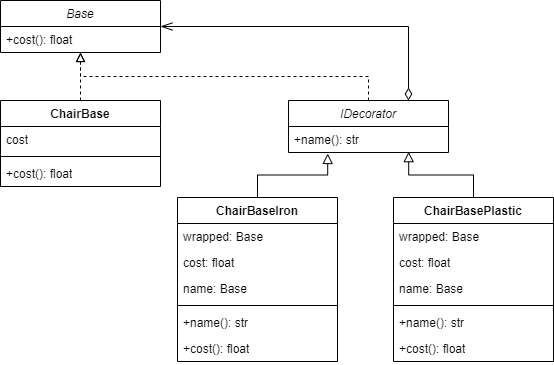 Base
+cost(): float
ChairBase
cost
+cost(): float
IDecorator
+name(): str
ChairBaseIron
wrapped: Base
cost: float
name: Base
+name(): str
+cost(): float
ChairBasePlastic
wrapped: Base
cost: float
name: Base
+name(): str
+cost(): float